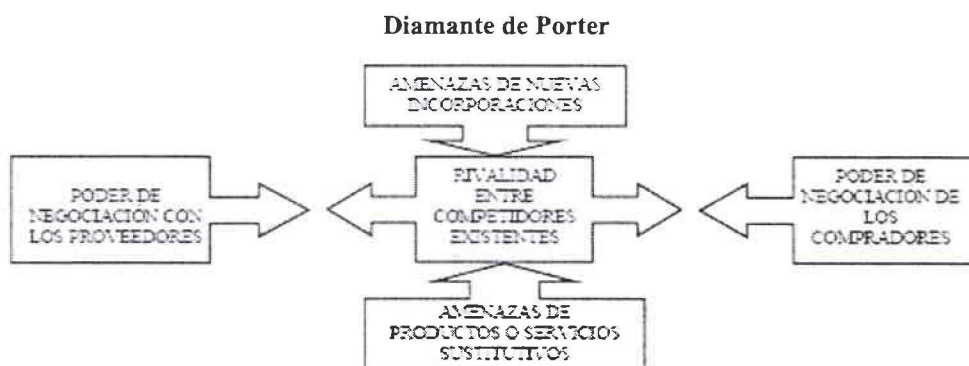 Diamante de Porter
AMENAZAS DE NUEVAS
INCORPORACIONES
PODER DE
NEGOCIACIÓN CON
LOS PROVEEDORES
RIVALIDAD
ENTRE
COMPETIDORES
EXISTENTES
PODER DE
NEGOCIACIÓN DE
LOS
COMPRADORES
AMENAZAS DE
PRODUCTOS O SERVICIOS
SUSTITUTIVOS